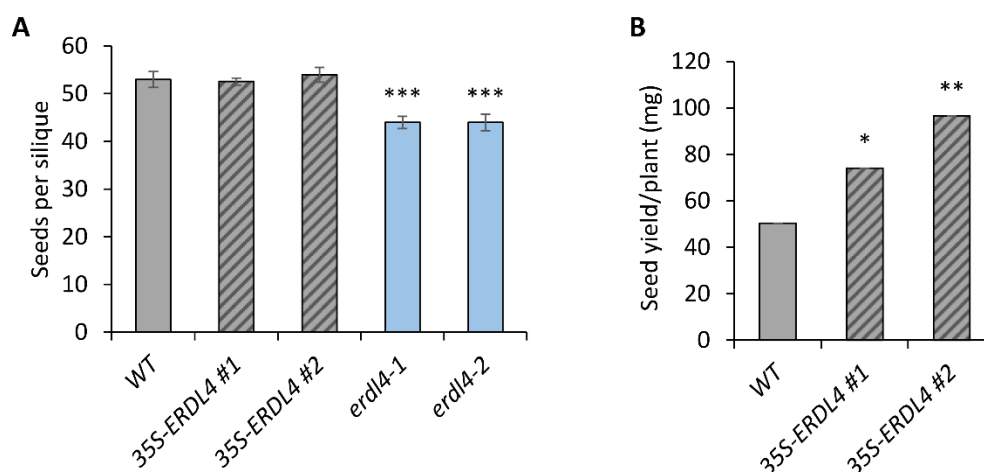 A
Seeds per silique
60
50
40
30
20
10
0
***
***
WT
35S-ERDL4 #1
35S-ERDL4 #2
erdl4-1
erdl4-2
B
Seed yield/plant (mg)
120
100
80
60
40
20
0
*
**
WT
35S-ERDL4 #1
35S-ERDL4 #2